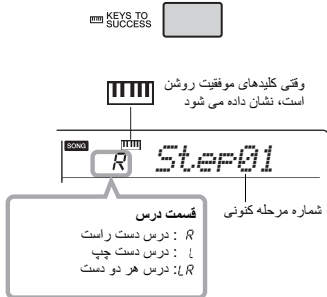 KEYS TO
SUCCESS
وقتی کلیدهای موفقیت روشن
است، نشان داده می شود
SONG
R Step01
شماره مرحله کنونی
قسمت درس
R : درس دست راست
L : درس دست چپ
LR: درس هر دو دست